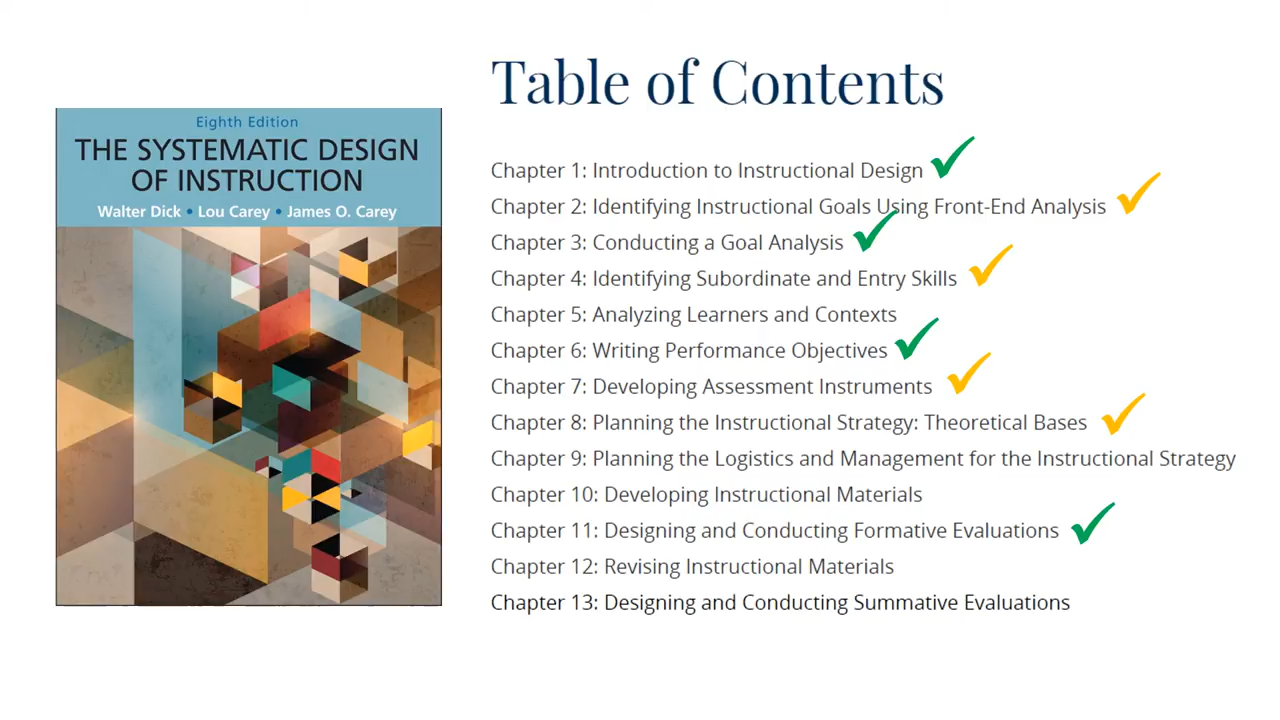 Table of Contents
Eighth Edition
THE SYSTEMATIC DESIGN
OF INSTRUCTION
Walter Dick • Lou Carey • James O. Carey
Chapter 1: Introduction to Instructional Design
Chapter 2: Identifying Instructional Goals Using Front-End Analysis
Chapter 3: Conducting a Goal Analysis
Chapter 4: Identifying Subordinate and Entry Skills
Chapter 5: Analyzing Learners and Contexts
Chapter 6: Writing Performance Objectives
Chapter 7: Developing Assessment Instruments
Chapter 8: Planning the Instructional Strategy: Theoretical Bases
Chapter 9: Planning the Logistics and Management for the Instructional Strategy
Chapter 10: Developing Instructional Materials
Chapter 11: Designing and Conducting Formative Evaluations
Chapter 12: Revising Instructional Materials
Chapter 13: Designing and Conducting Summative Evaluations